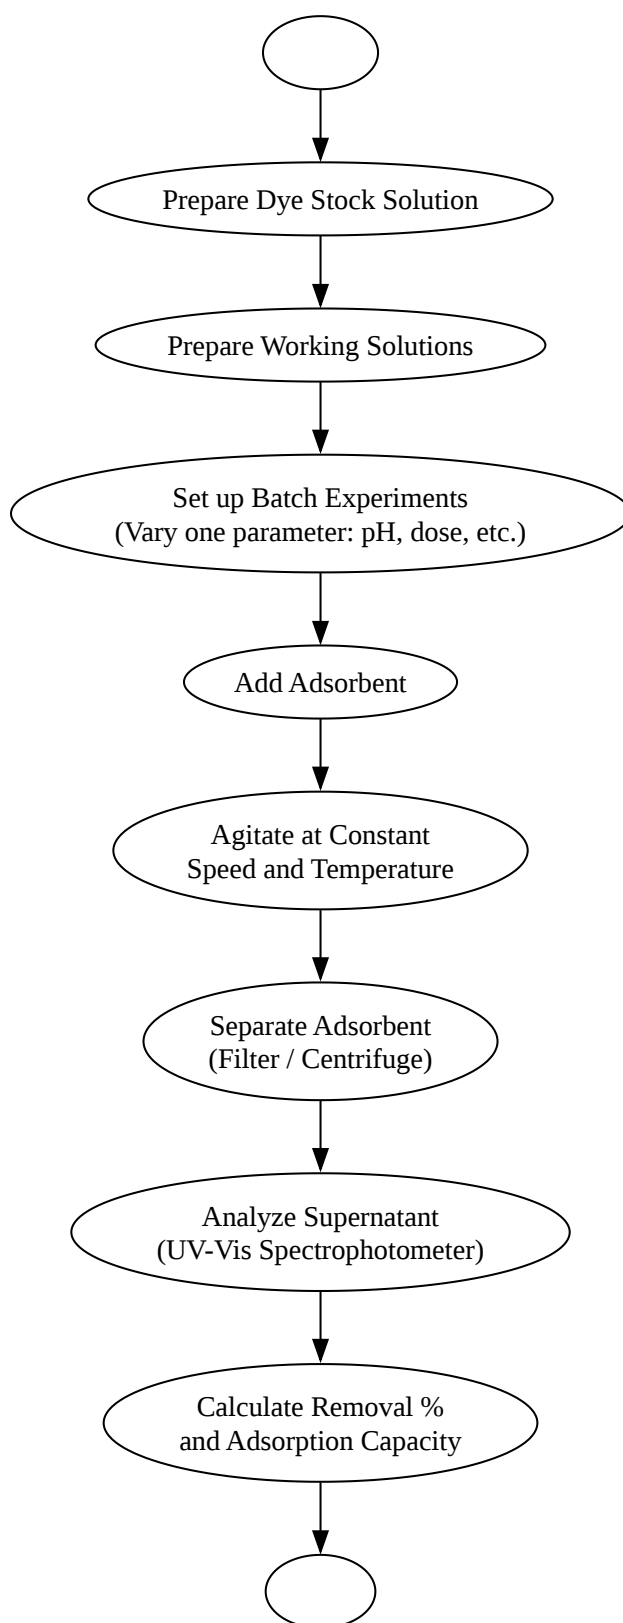 Prepare Dye Stock Solution
Prepare Working Solutions
Set up Batch Experiments
(Vary one parameter: pH, dose, etc.)
Add Adsorbent
Agitate at Constant
Speed and Temperature
Separate Adsorbent
(Filter / Centrifuge)
Analyze Supernatant
(UV-Vis Spectrophotometer)
Calculate Removal %
and Adsorption Capacity